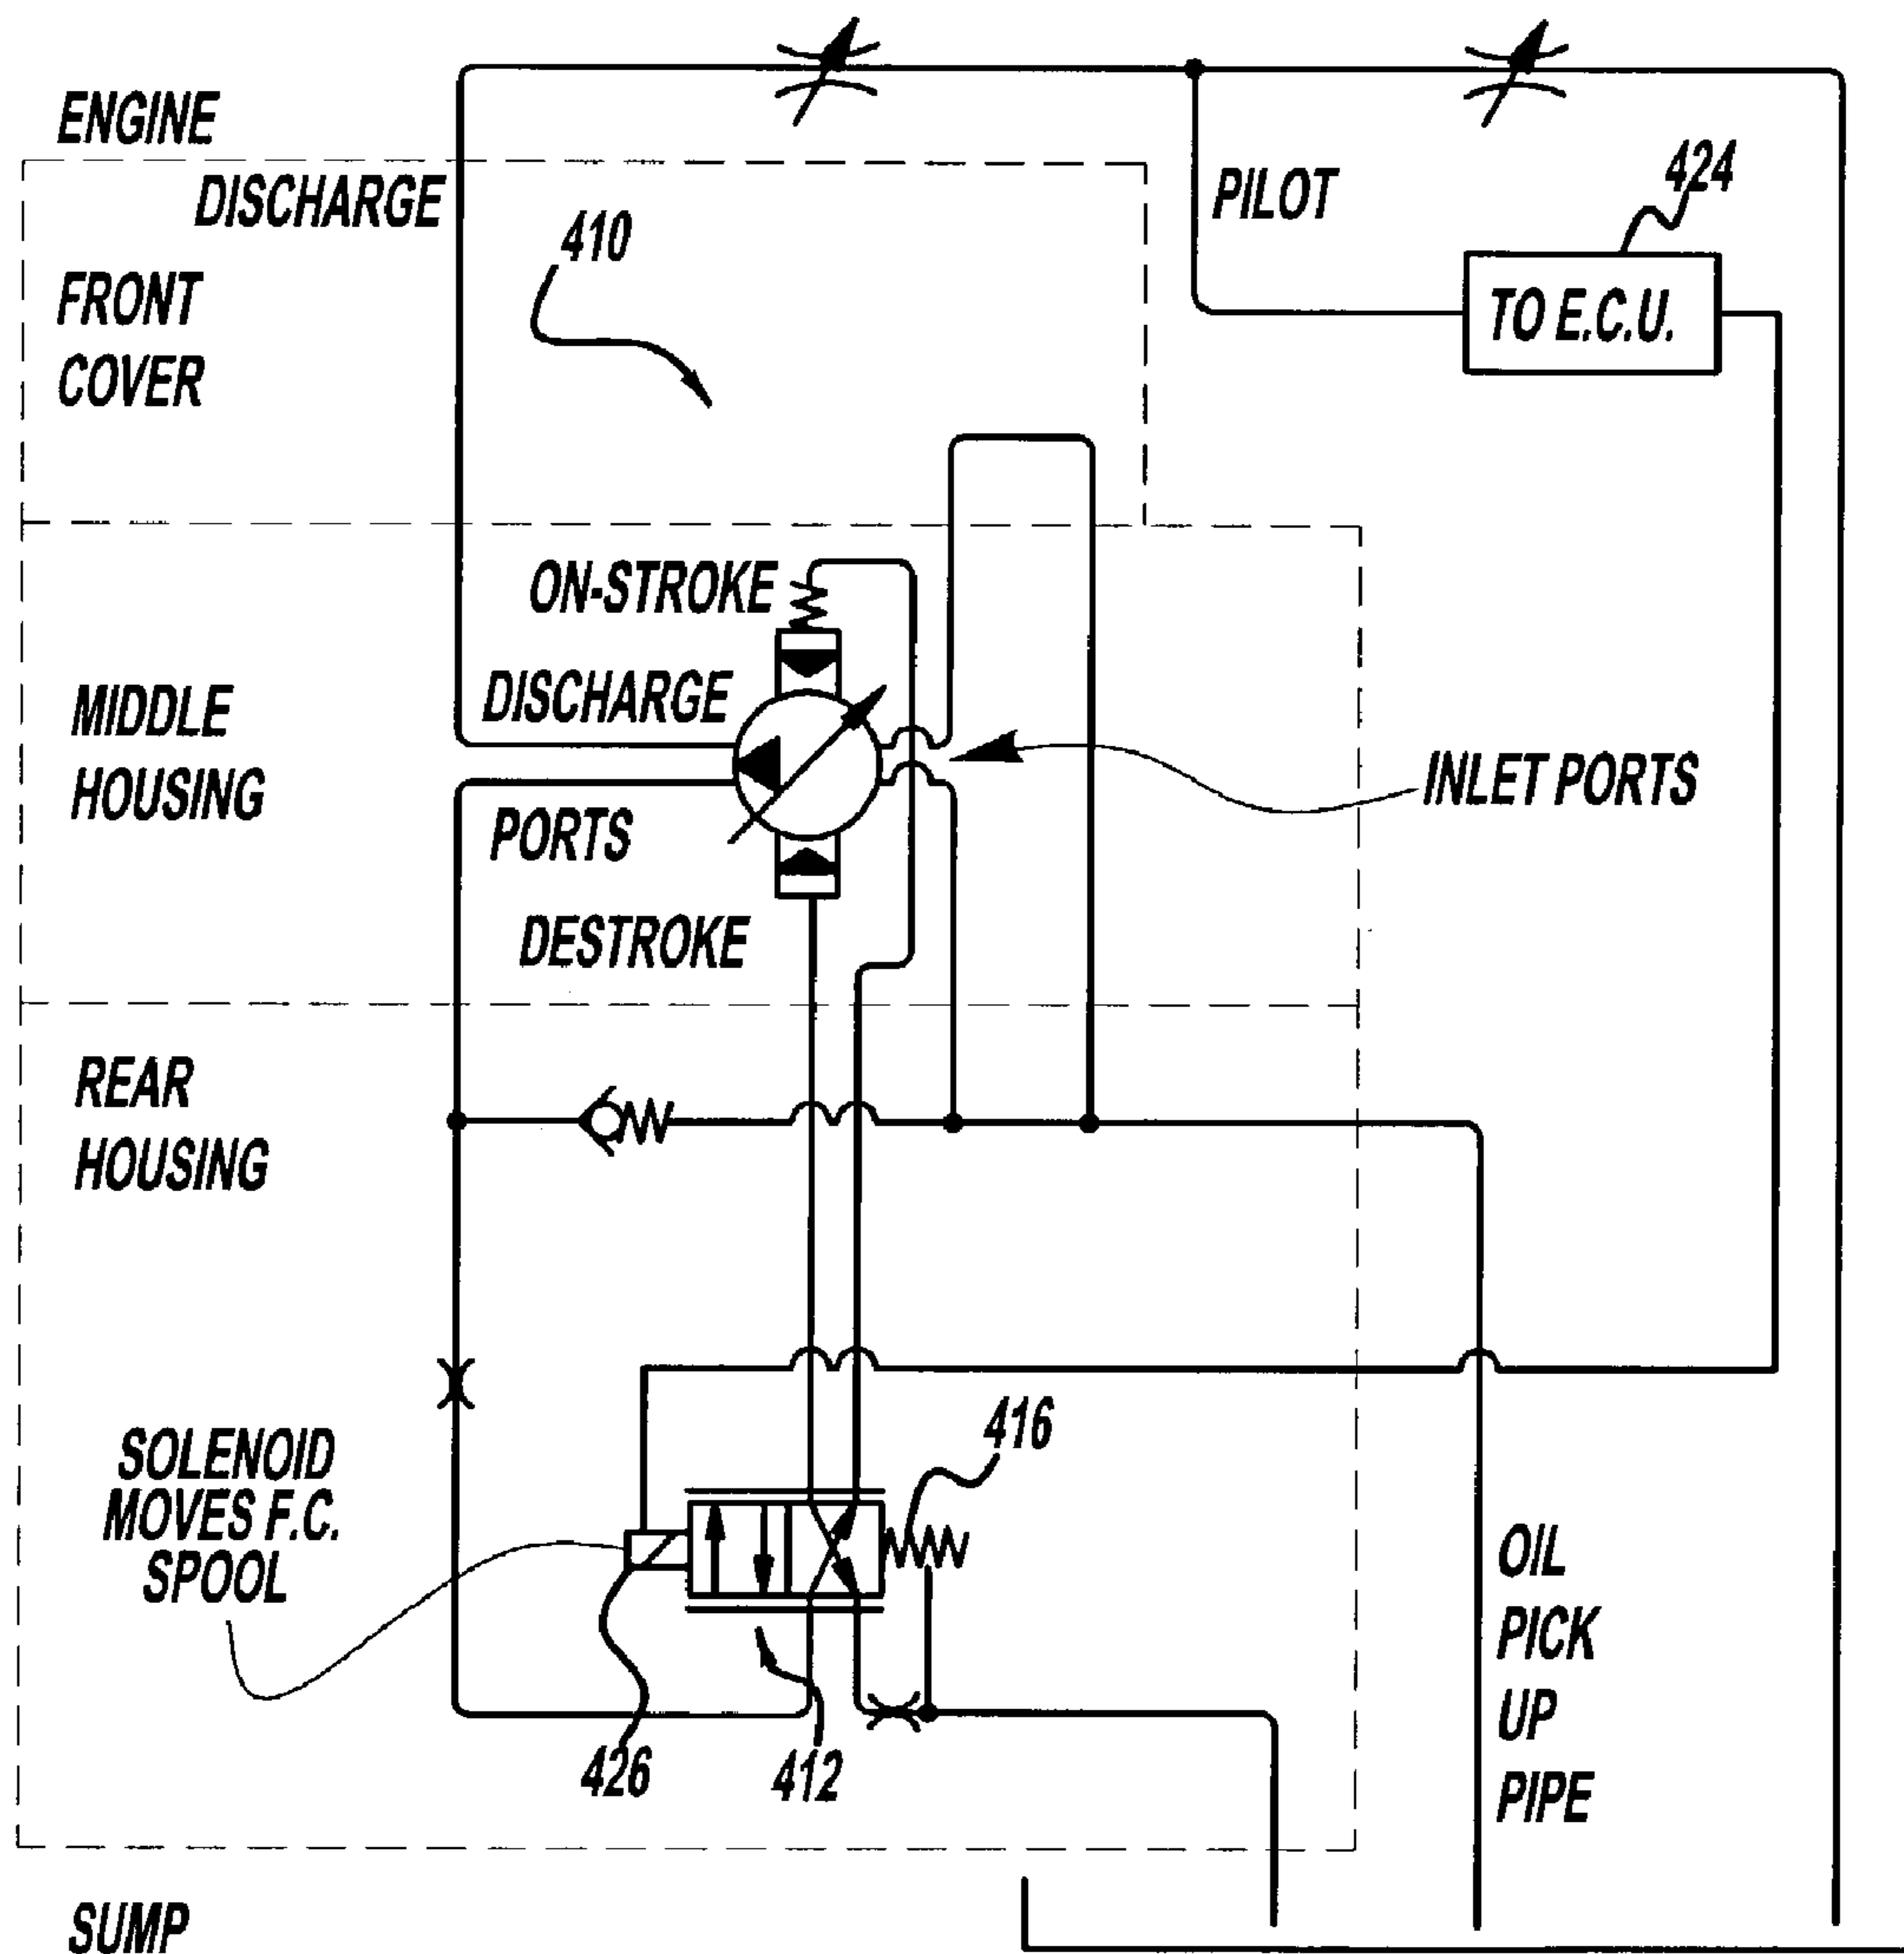 ENGINE
DISCHARGE
PILOT
424
410
FRONT
COVER
TO E.C.U.
ON-STROKE
DISCHARGE
MIDDLE
HOUSING
INLET PORTS
PORTS
DESTROKE
REAR
HOUSING
416
SOLENOID
MOVES F.C.
SPOOL
OIL
PICK
UP
PIPE
426
412
SUMP